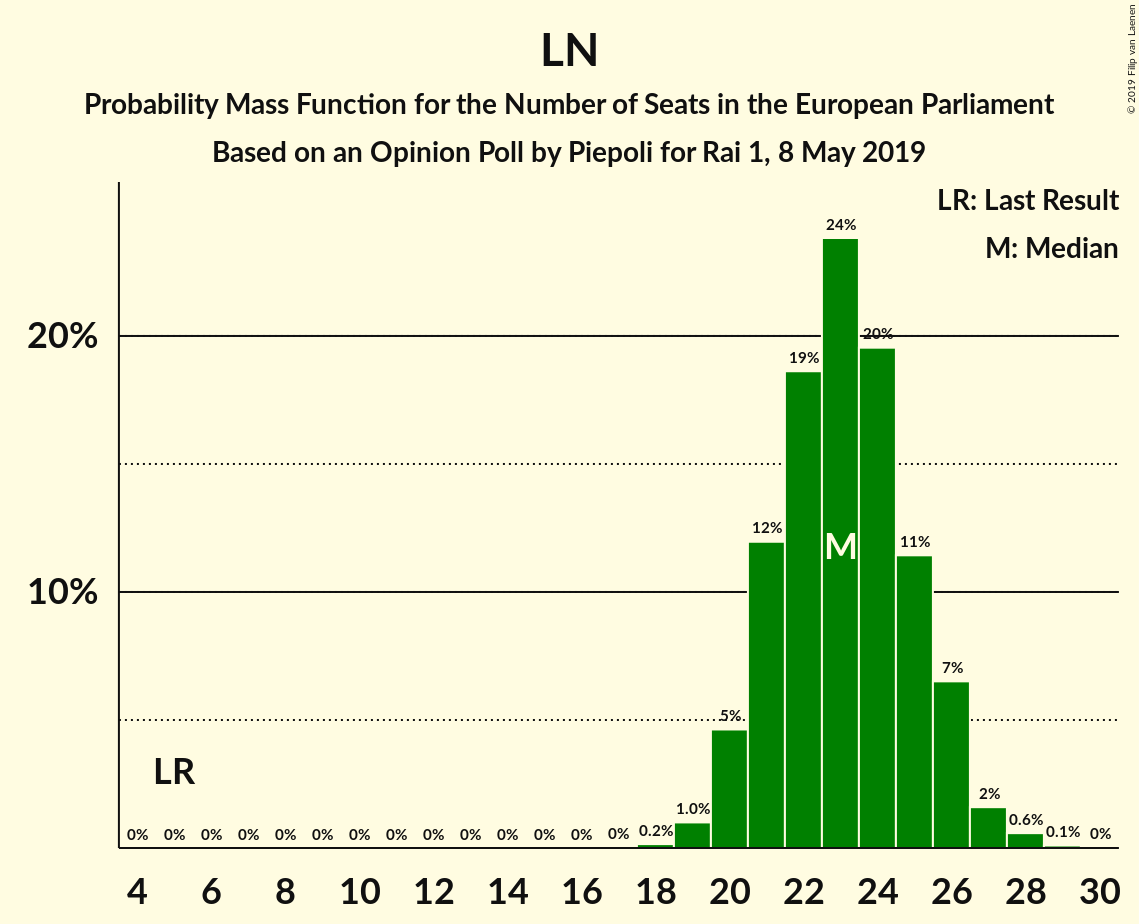 LN
Probability Mass Function for the Number of Seats in the European Parliament
Based on an Opinion Poll by Piepoli for Rai 1, 8 May 2019
© 2019 Filip van Laenen
LR: Last Result
M: Median
20%
10%
0% 0% 0% 0% 0% 0% 0% 0% 0% 0% 0% 0% 0% 0% 0.2% 1.0% 5% 12% 19% 24% 20% 11% 7% 2% 0.6% 0.1% 0%
LR
M
4 6 8 10 12 14 16 18 20 22 24 26 28 30